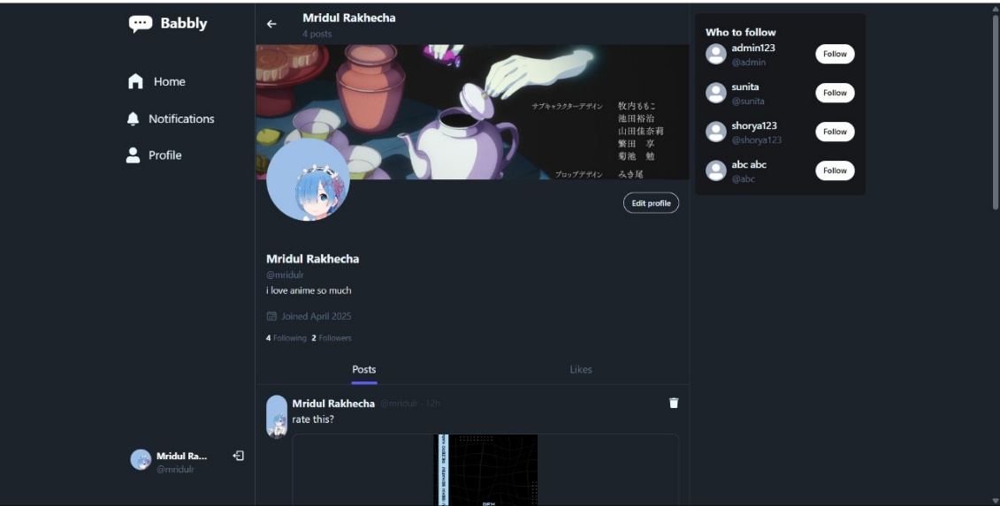 Babbly
Home
Notifications
Profile
Mridul Ra...
@mridulr
Mridul Rakhecha
4 posts
サブキャラクターデザイン 牧内ももこ
池田裕治
山田佳奈莉
繁田 享
菊池 勉
プロップデザイン みき尾
Edit profile
Mridul Rakhecha
@mridulr
i love anime so much
Joined April 2025
4 Following 2 Followers
Posts Likes
Mridul Rakhecha @mridulr · 12h
rate this?
REM
Who to follow
admin123
@admin
Follow
sunita
@sunita
Follow
shorya123
@shorya123
Follow
abc abc
@abc
Follow